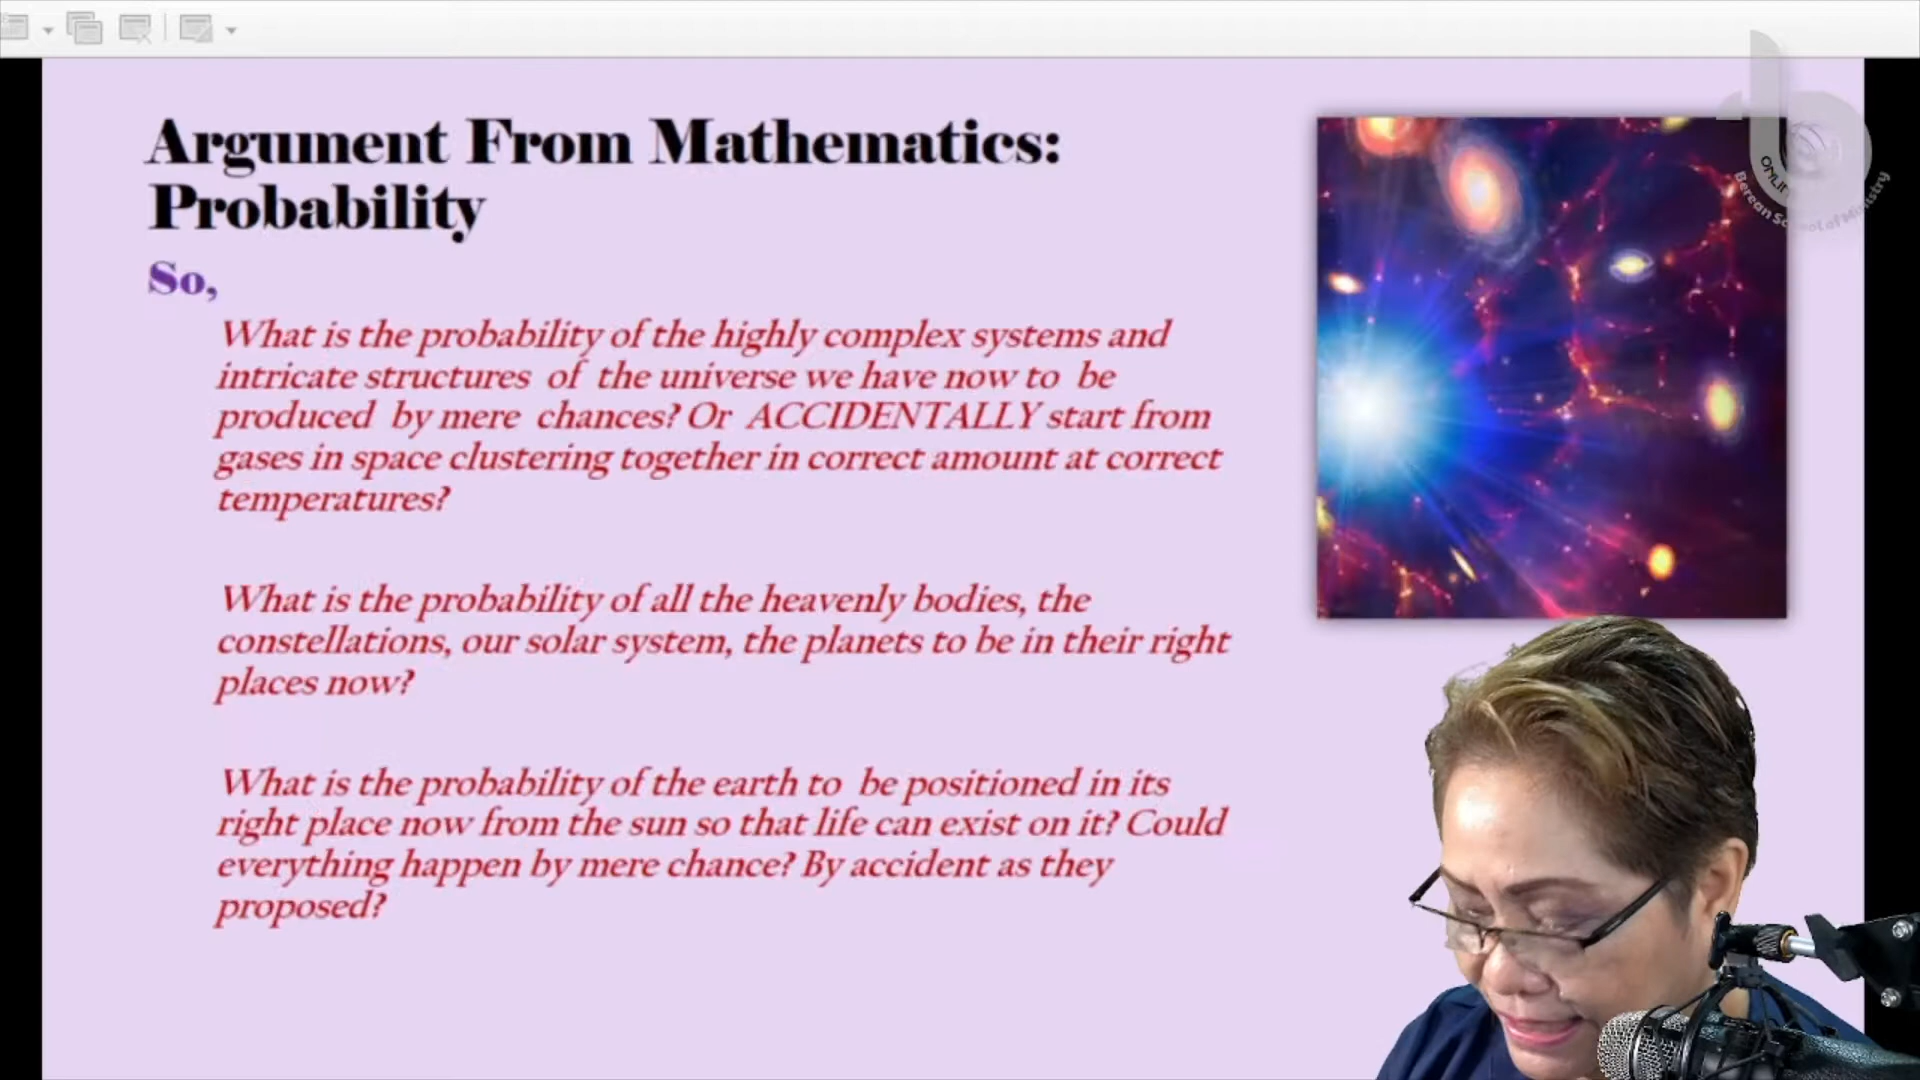 Argument From Mathematics:
Probability
So,
What is the probability of the highly complex systems and
intricate structures of the universe we have now to be
produced by mere chances? Or ACCIDENTALLY start from
gases in space clustering together in correct amount at correct
temperatures?
What is the probability of all the heavenly bodies, the
constellations, our solar system, the planets to be in their right
places now?
What is the probability of the earth to be positioned in its
right place now from the sun so that life can exist on it? Could
everything happen by mere chance? By accident as they
proposed?
Berean School of Ministry